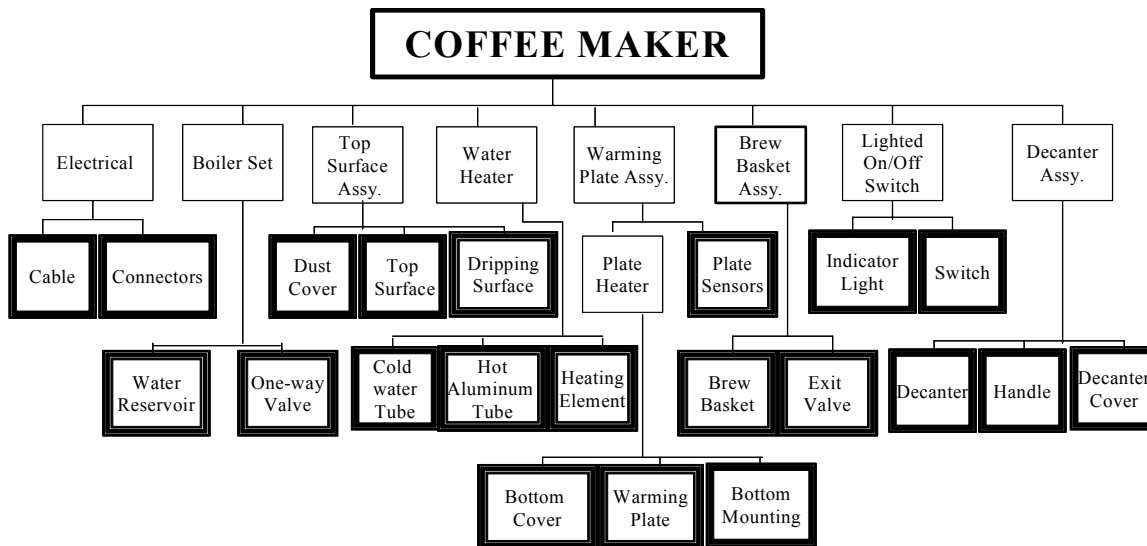 COFFEE MAKER
Electrical
Boiler Set
Top
Surface
Assy.
Water
Heater
Warming
Plate Assy.
Brew
Basket
Assy.
Lighted
On/Off
Switch
Decanter
Assy.
Cable
Connectors
Dust
Cover
Top
Surface
Dripping
Surface
Plate
Heater
Plate
Sensors
Indicator
Light
Switch
Water
Reservoir
One-way
Valve
Cold
water
Tube
Hot
Aluminum
Tube
Heating
Element
Brew
Basket
Exit
Valve
Decanter
Handle
Decanter
Cover
Bottom
Cover
Warming
Plate
Bottom
Mounting